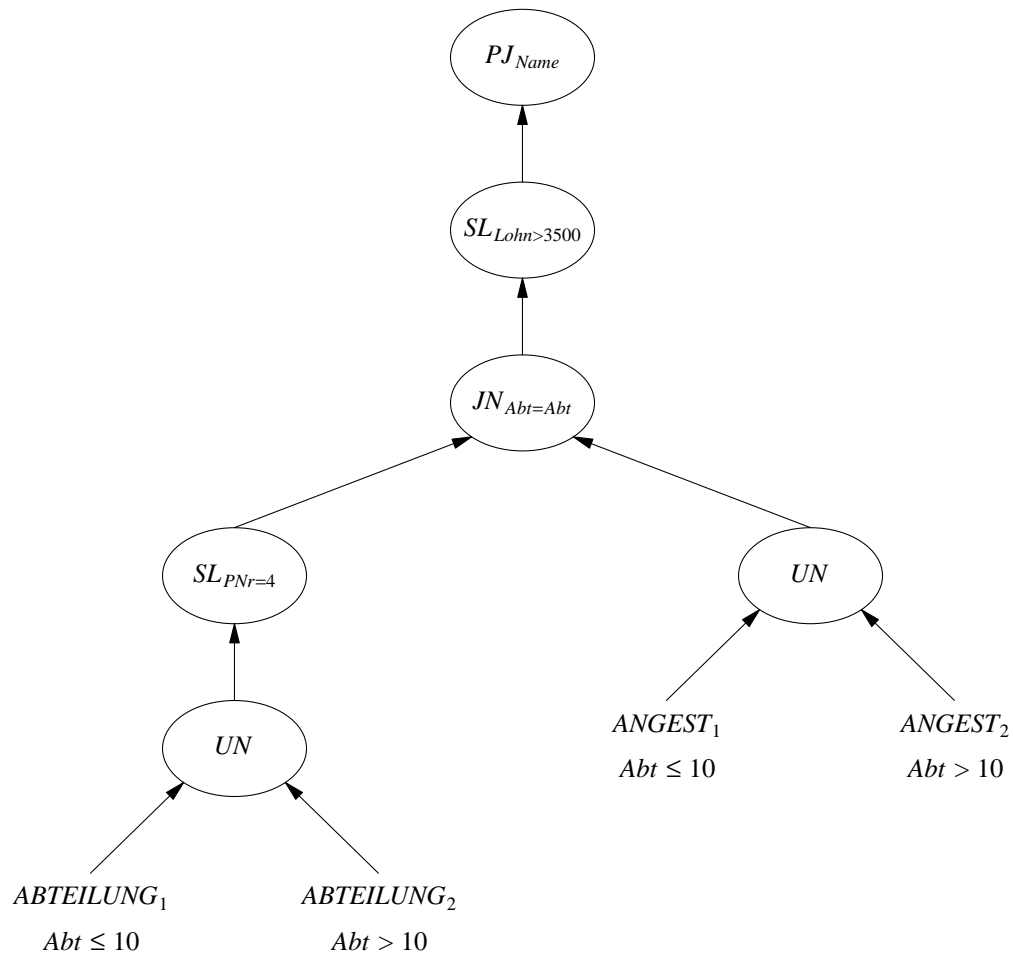 PJ_Name
SL_Lohn>3500
JN_Abt=Abt
SL_PNr=4
UN
ANGEST_1
ANGEST_2
Abt ≤ 10
Abt > 10
UN
ABTEILUNG_1
ABTEILUNG_2
Abt ≤ 10
Abt > 10